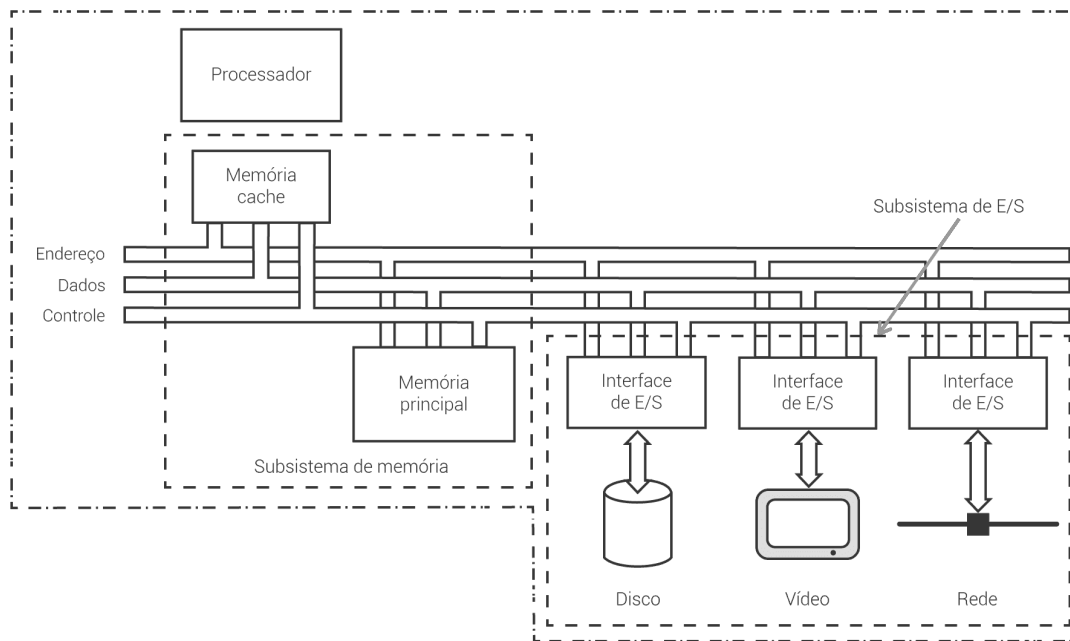 Processador
Memória
cache
Subsistema de E/S
Endereço
Dados
Controle
Memória
principal
Interface
de E/S
Interface
de E/S
Interface
de E/S
Subsistema de memória
Disco
Vídeo
Rede